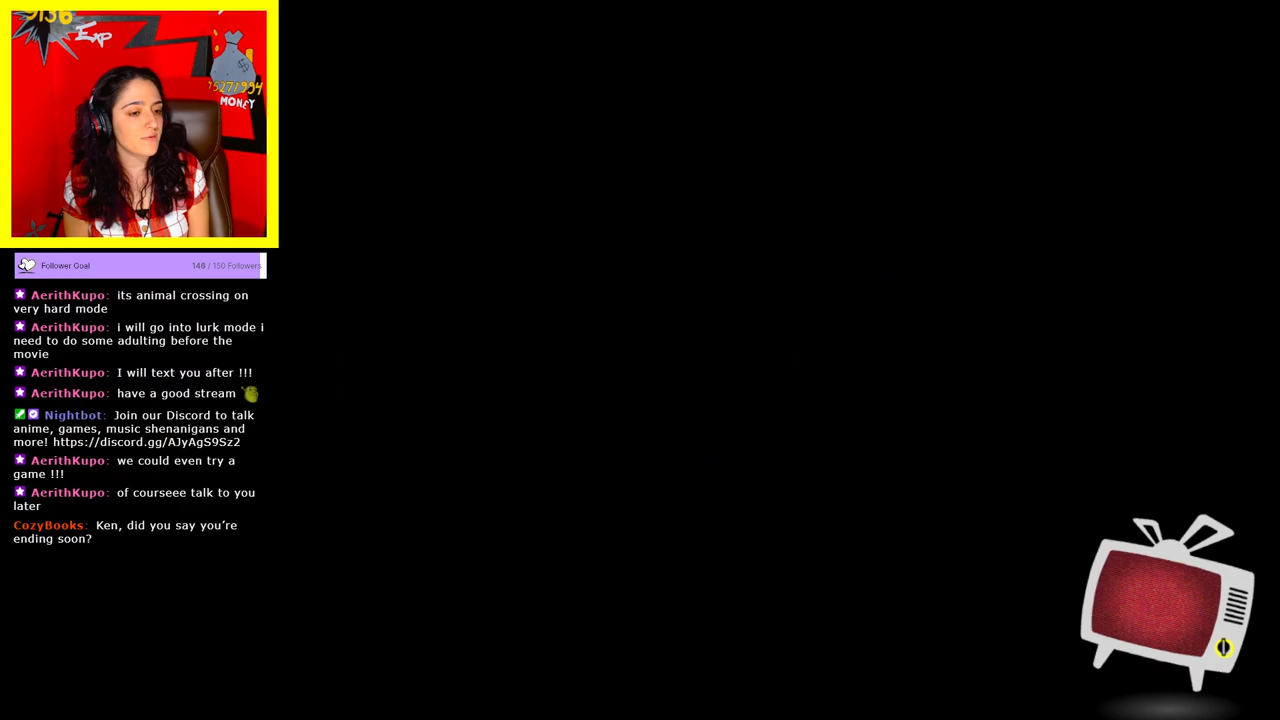 9136
Exp
$
5271994
MONEY
Follower Goal 146 / 150 Followers
AerithKupo: its animal crossing on
very hard mode
AerithKupo: i will go into lurk mode i
need to do some adulting before the
movie
AerithKupo: I will text you after !!!
AerithKupo: have a good stream
Nightbot: Join our Discord to talk
anime, games, music shenanigans and
more! https://discord.gg/AJyAgS9Sz2
AerithKupo: we could even try a
game !!!
AerithKupo: of courseee talk to you
later
CozyBooks: Ken, did you say you’re
ending soon?